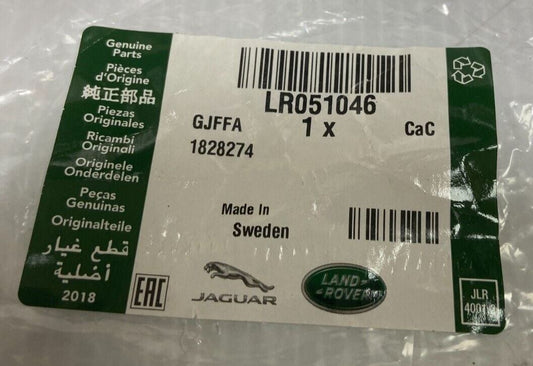 Genuine
Parts
Pièces
d'Origine
純正部品
Piezas
Originales
Ricambi
Originali
Originele
Onderdelen
Peças
Genuinas
Originalteile
قطع غيار
أصلية
2018
LR051046
GJFFA
1 x
CaC
1828274
Made In
Sweden
EAC
JAGUAR
LAND
ROVER
JLR